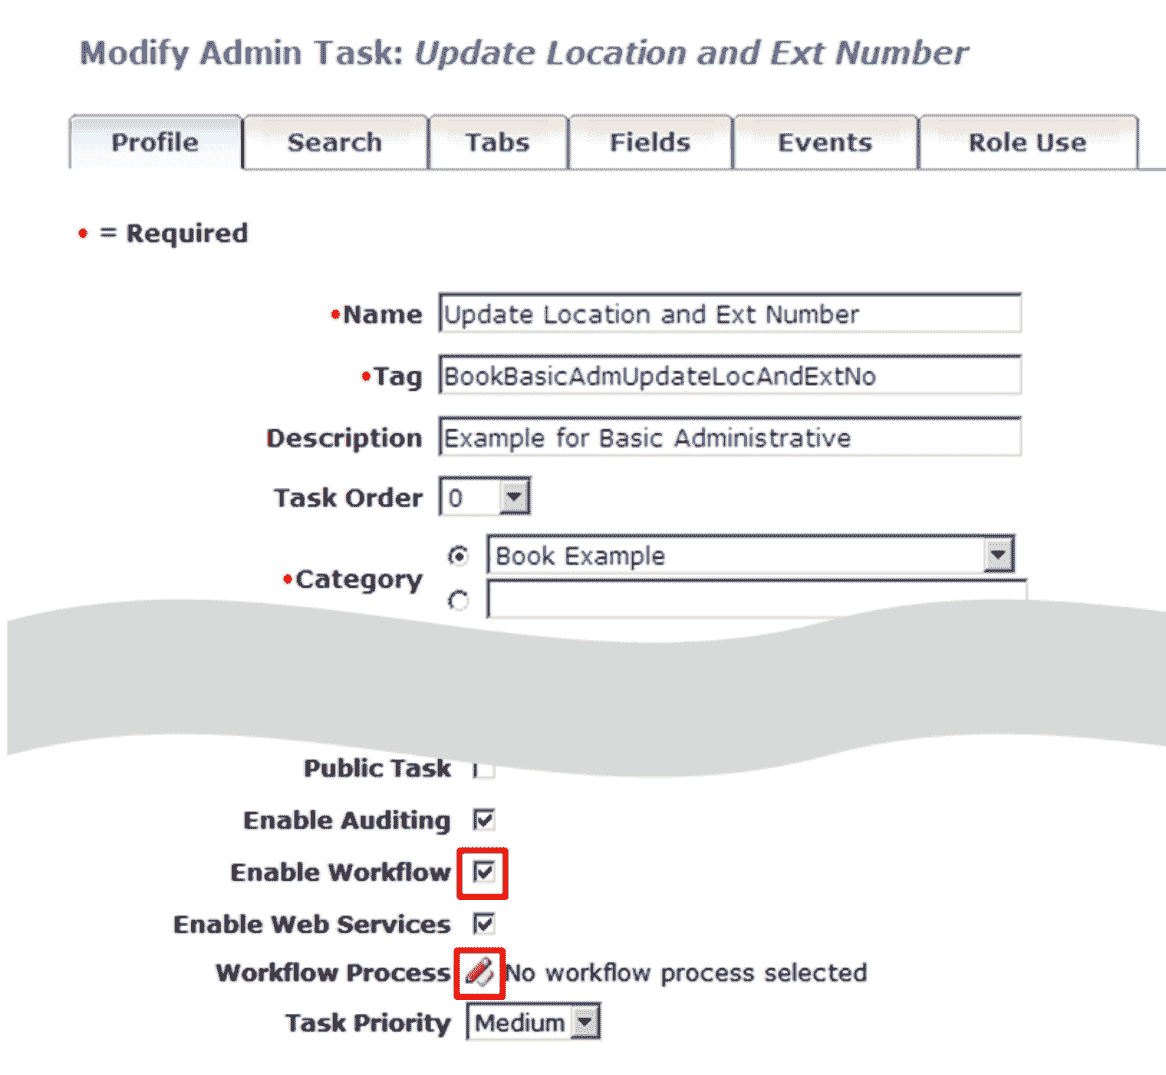 Modify Admin Task: Update Location and Ext Number
Profile Search Tabs Fields Events Role Use
• = Required
•Name Update Location and Ext Number
•Tag BookBasicAdmUpdateLocAndExtNo
Description Example for Basic Administrative
Task Order 0
•Category Book Example
Public Task
Enable Auditing
Enable Workflow
Enable Web Services
Workflow Process No workflow process selected
Task Priority Medium